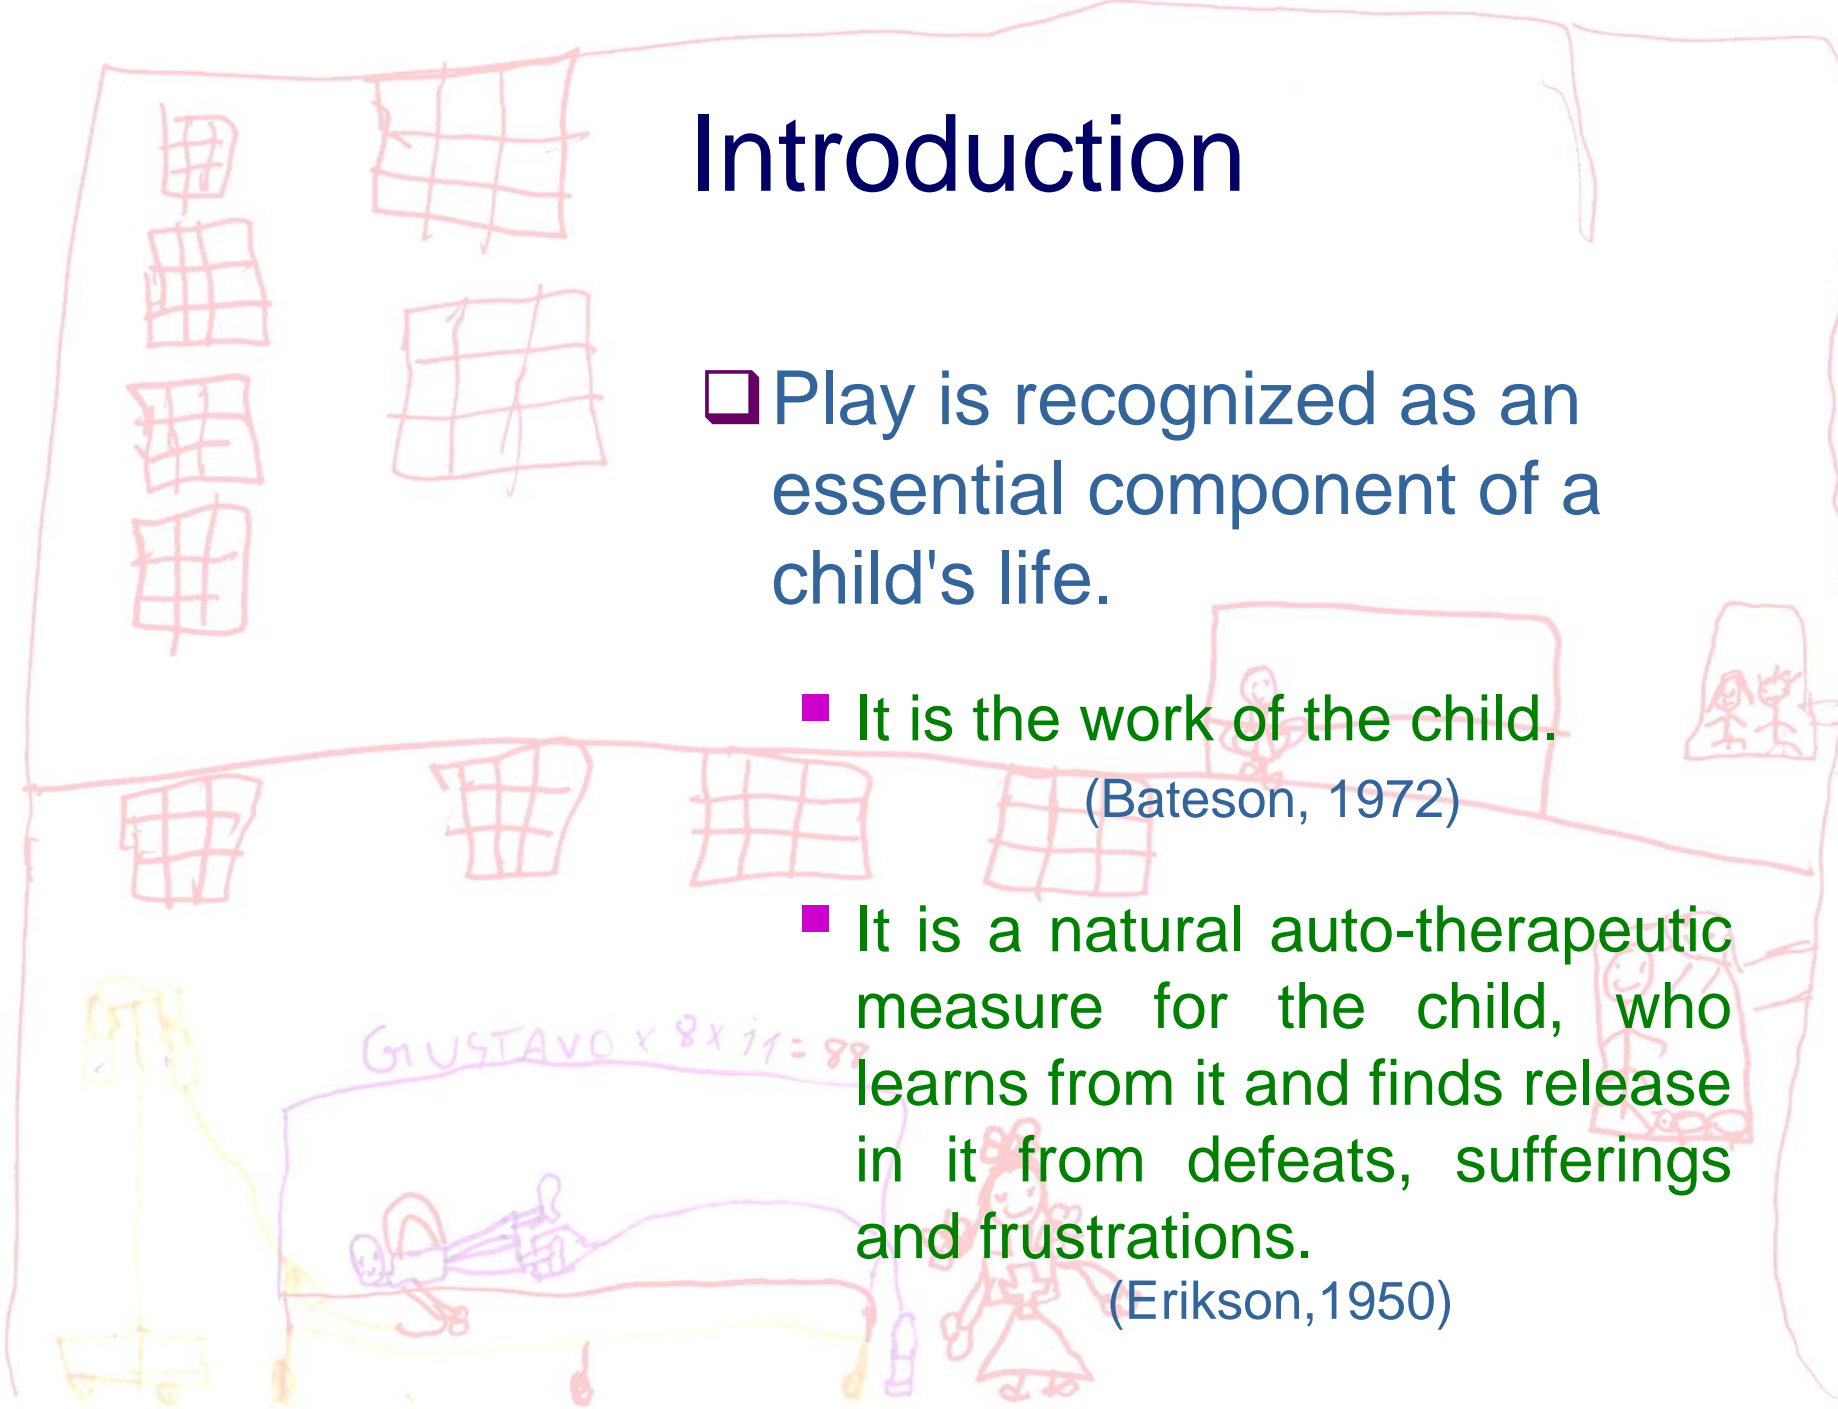 Introduction
Play is recognized as an
essential component of a
child's life.
It is the work of the child.
(Bateson, 1972)
It is a natural auto-therapeutic
measure for the child, who
GUSTAVO x 8 x 11 = 88
learns from it and finds release
in it from defeats, sufferings
and frustrations.
(Erikson,1950)